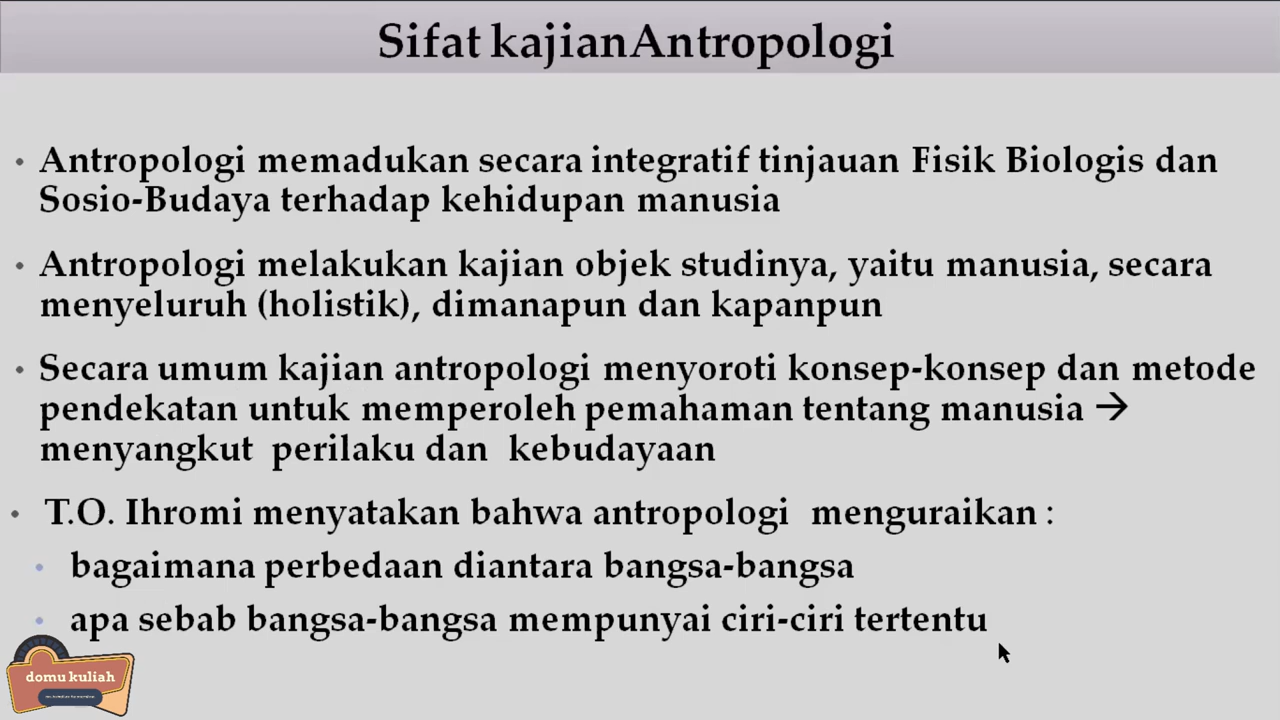 Sifat kajianAntropologi
• Antropologi memadukan secara integratif tinjauan Fisik Biologis dan
Sosio-Budaya terhadap kehidupan manusia
• Antropologi melakukan kajian objek studinya, yaitu manusia, secara
menyeluruh (holistik), dimanapun dan kapanpun
• Secara umum kajian antropologi menyoroti konsep-konsep dan metode
pendekatan untuk memperoleh pemahaman tentang manusia →
menyangkut perilaku dan kebudayaan
• T.O. Ihromi menyatakan bahwa antropologi menguraikan :
• bagaimana perbedaan diantara bangsa-bangsa
• apa sebab bangsa-bangsa mempunyai ciri-ciri tertentu
domu kuliah